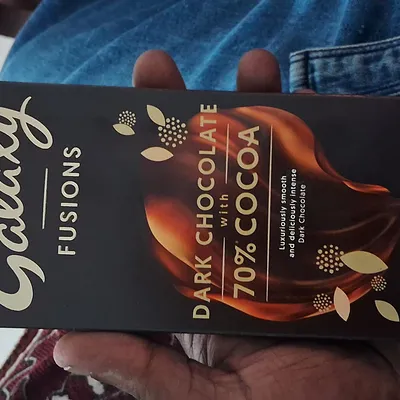 Galaxy
FUSIONS
DARK CHOCOLATE
with
70% COCOA
Luxuriously smooth
and deliciously intense
Dark Chocolate